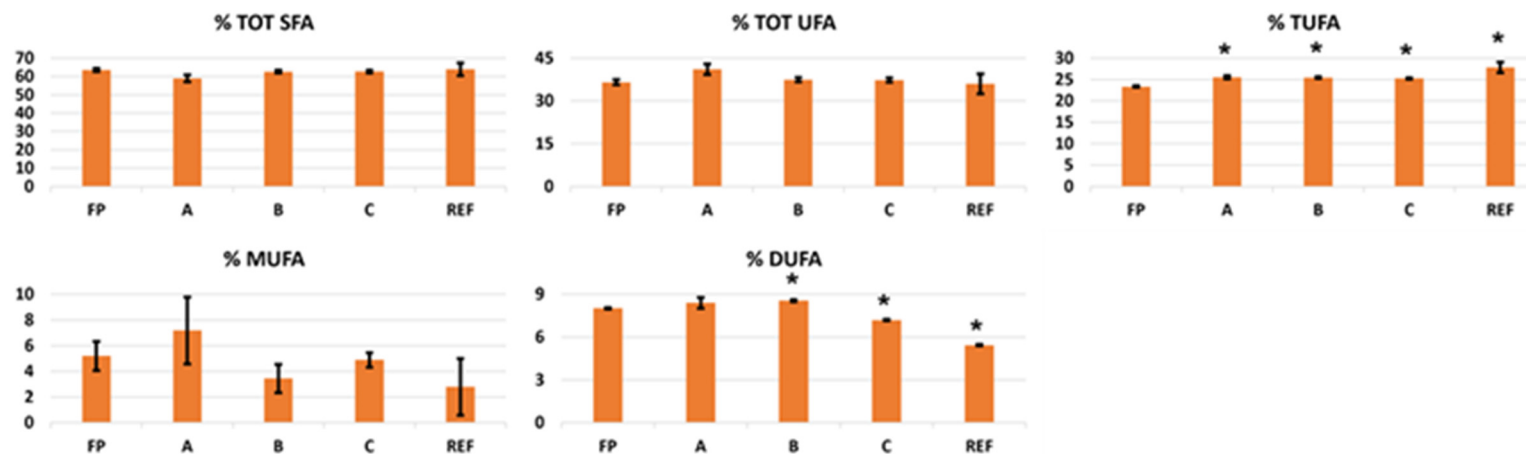 % TOT SFA
70
60
50
40
30
20
10
0
FP A B C REF
% TOT UFA
45
30
15
0
FP A B C REF
% TUFA
30
25
20
15
10
5
0
* * * *
FP A B C REF
% MUFA
10
8
6
4
2
0
FP A B C REF
% DUFA
9
6
3
0
* * *
FP A B C REF